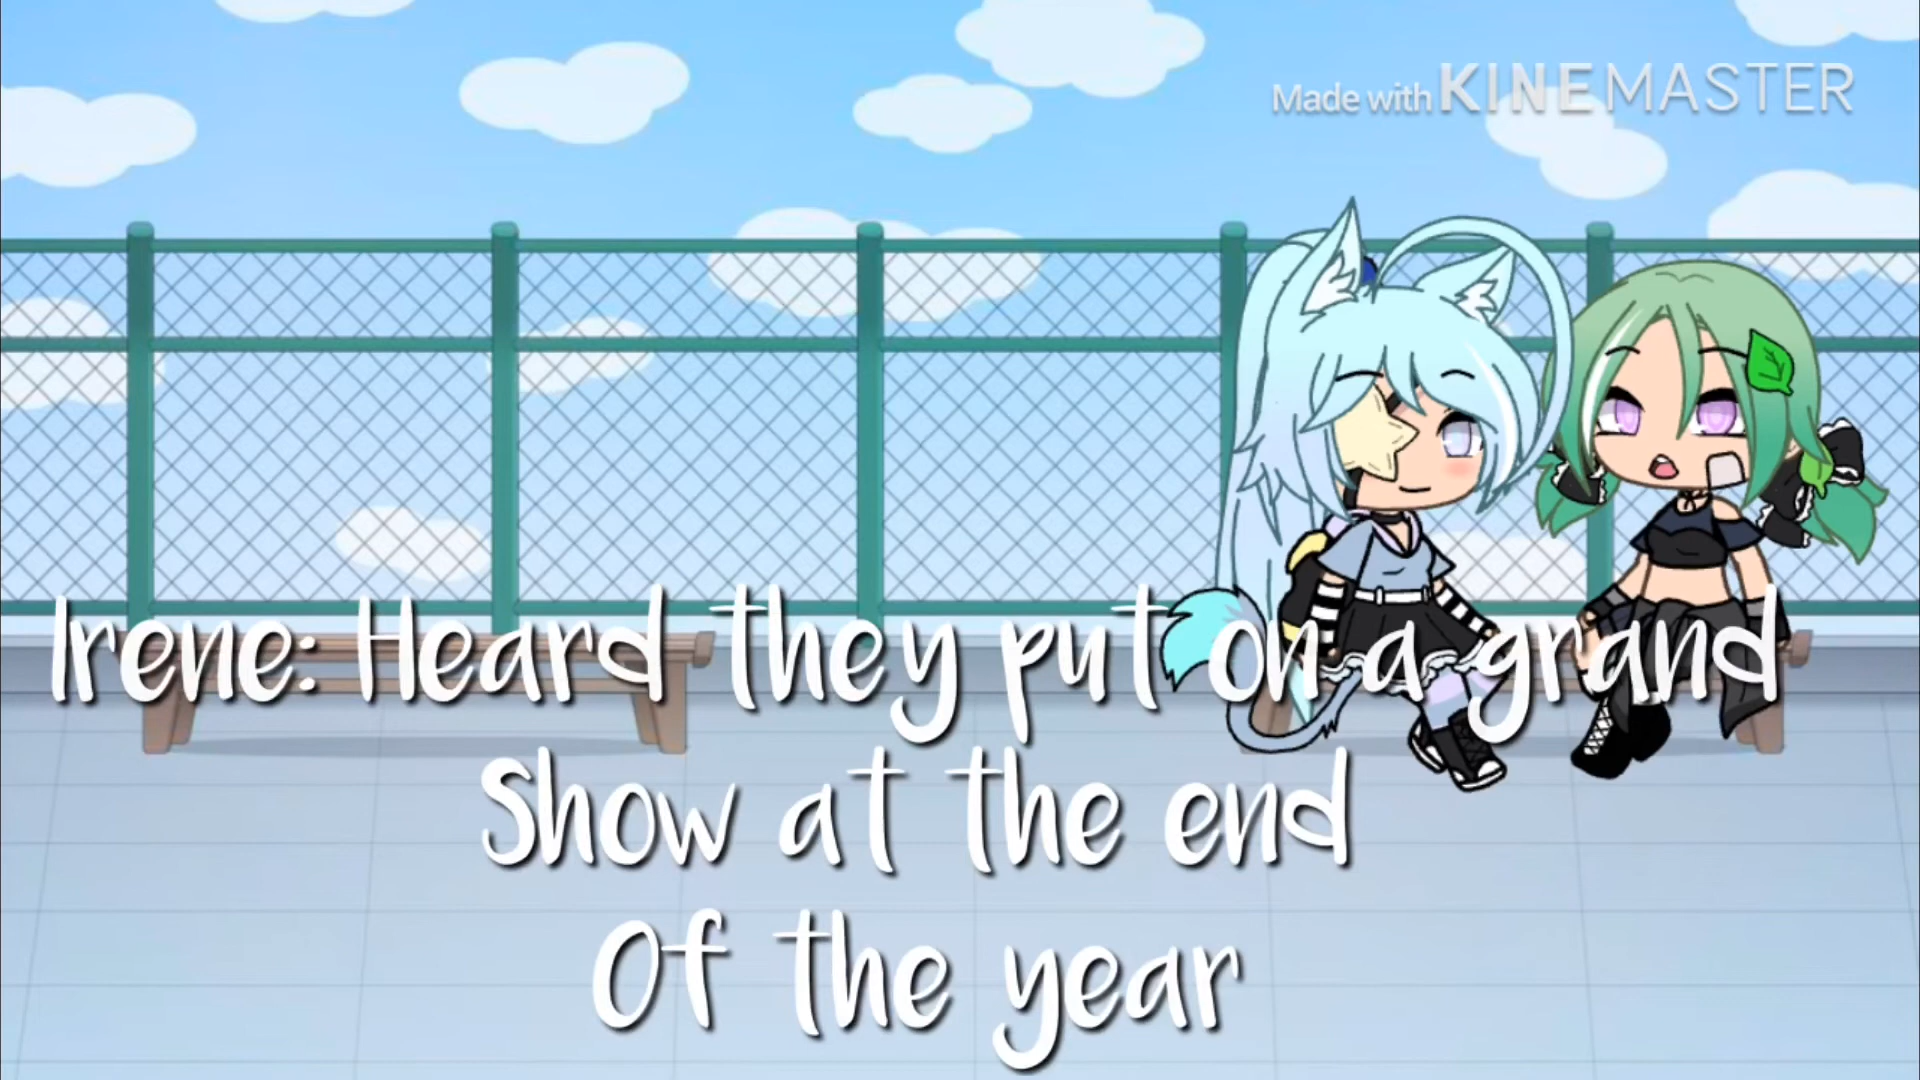 Made with KINEMASTER
Irene: Heard they put on a grand
Show at the end
Of the year